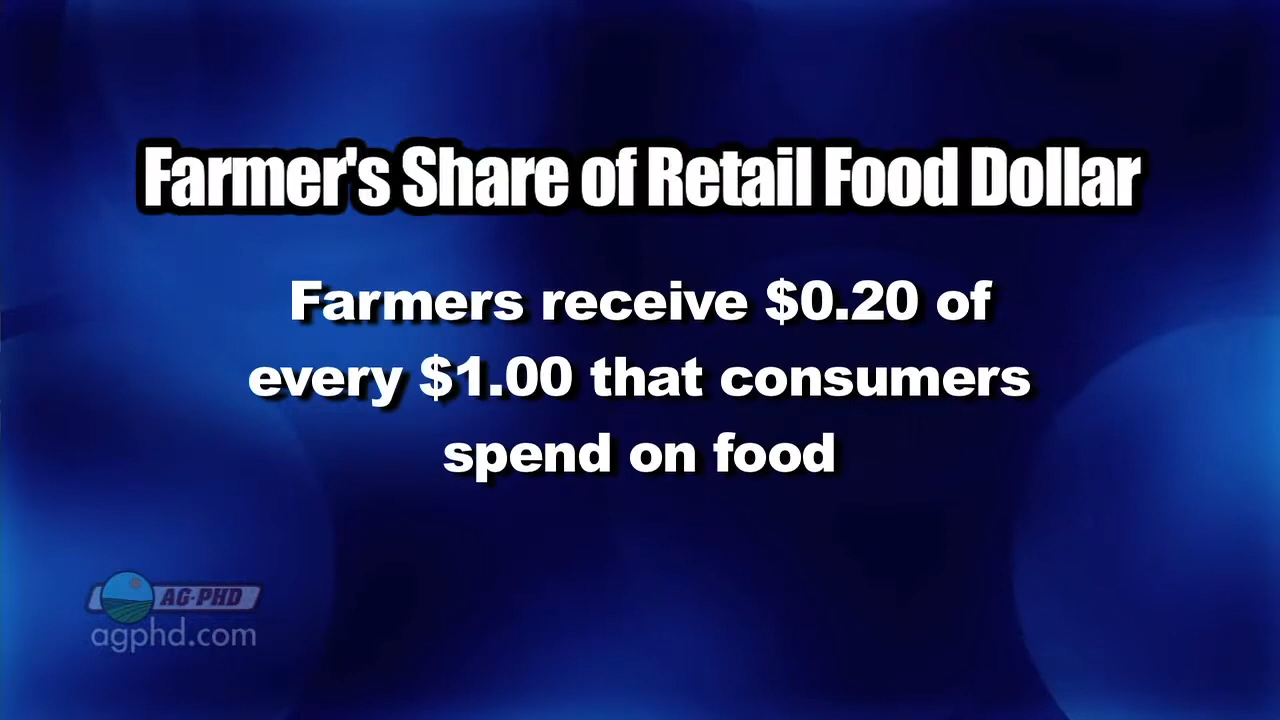 Farmer's Share of Retail Food Dollar
Farmers receive $0.20 of
every $1.00 that consumers
spend on food
AG·PHD
agphd.com